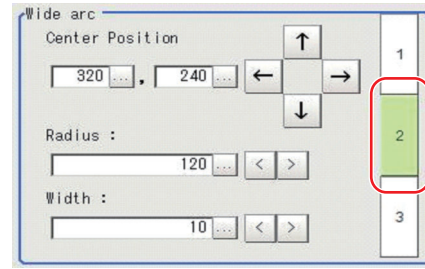 Wide arc
Center Position
320 ... , 240 ...
Radius :
120 ... < >
Width :
10 ... < >
1
2
3